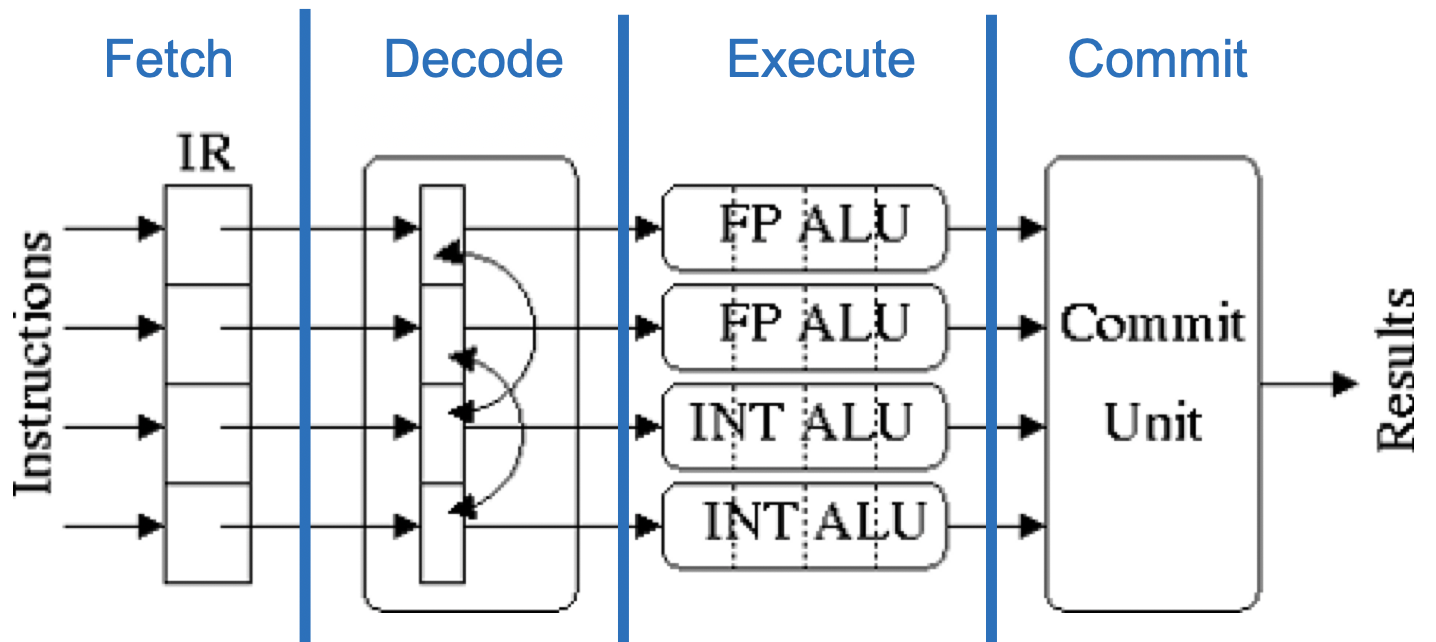 Fetch
Decode
Execute
Commit
IR
Instructions
FP ALU
FP ALU
INT ALU
INT ALU
Commit
Unit
Results